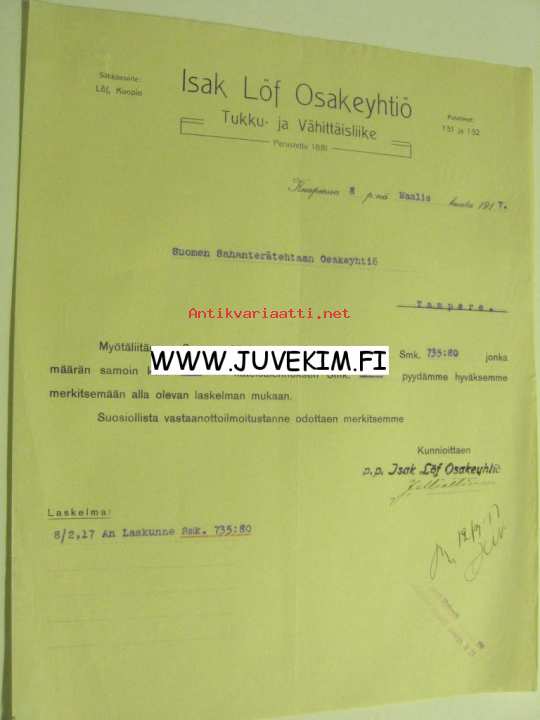 Sähköosoite:
Löf, Kuopio
Isak Löf Osakeyhtiö
Tukku- ja Vähittäisliike
Perustettu 1881
Puhelimet
151 ja 152
Kuopiossa 8 p:nä Maalis kuuta 1917.
Suomen Sahanterätehtaan Osakeyhtiö
Antikvariaatti.net
Tampere.
Smk. 735:80 jonka
WWW.JUVEKIM.FI
määrän samoin Smk. pyydämme hyväksemme
merkitsemään alla olevan laskelman mukaan.
Suosiollista vastaanottoilmoitustanne odottaen merkitsemme
Kunnioittaen
p.p. Isak Löf Osakeyhtiö
Laskelma:
8/2,17 An Laskunne Smk. 735:80